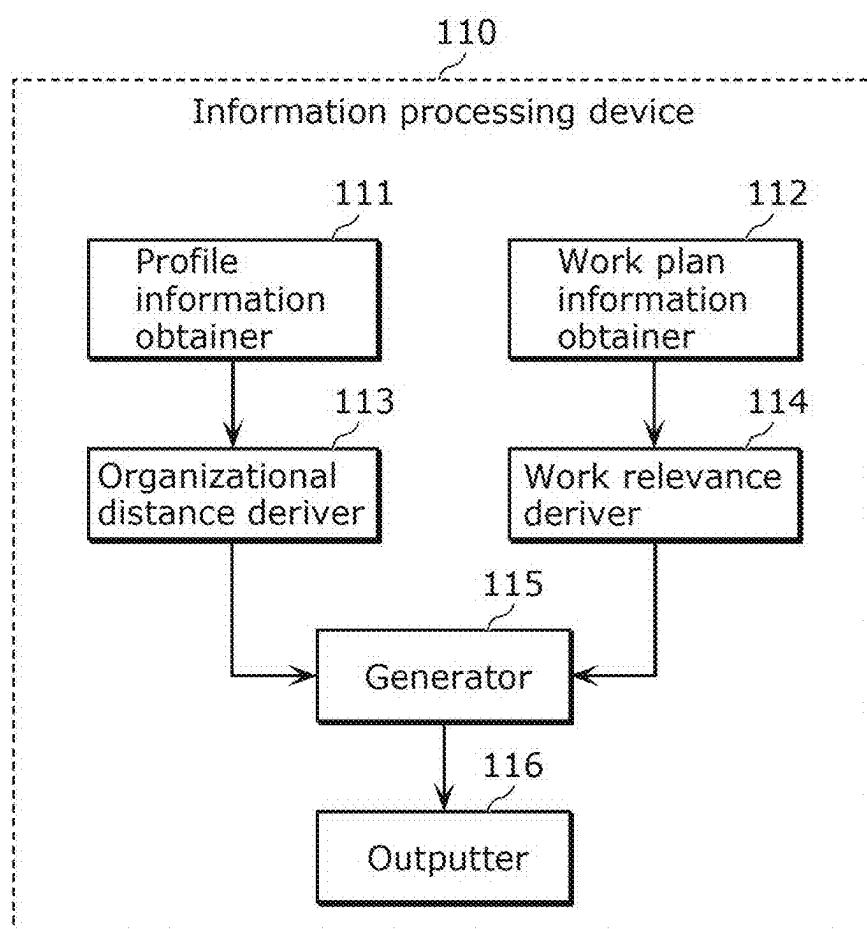 110
Information processing device
111
112
Profile
information
obtainer
Work plan
information
obtainer
113
114
Organizational
distance deriver
Work relevance
deriver
115
Generator
116
Outputter